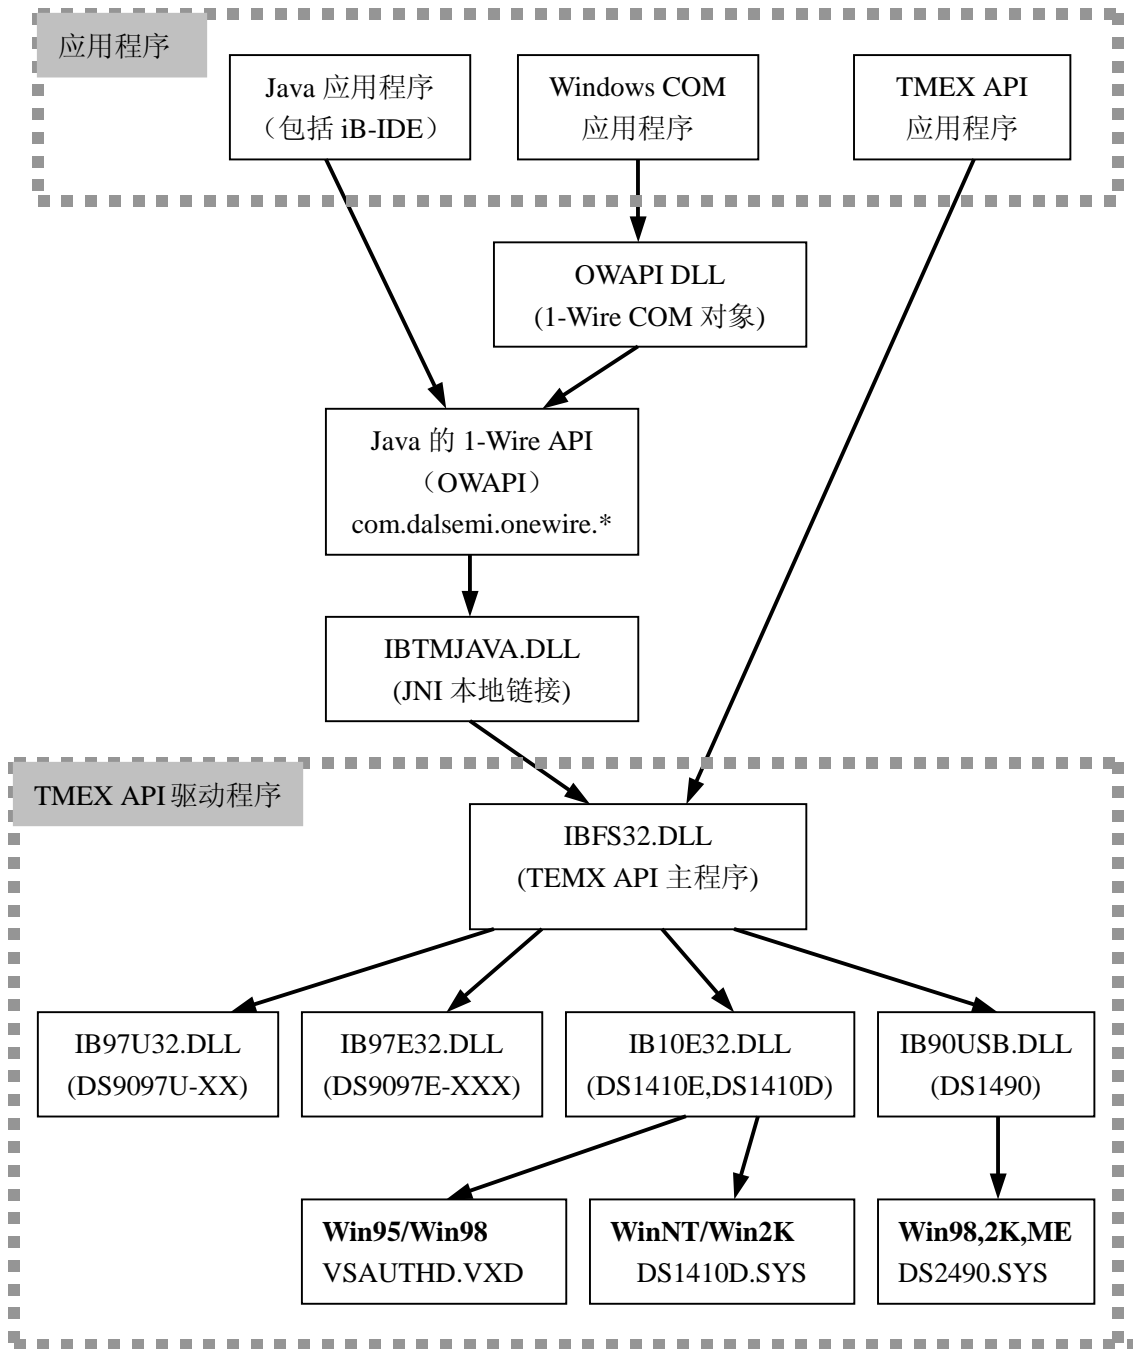 应用程序
Java 应用程序
（包括 iB-IDE）
Windows COM
应用程序
TMEX API
应用程序
OWAPI DLL
(1-Wire COM 对象)
Java 的 1-Wire API
（OWAPI）
com.dalsemi.onewire.*
IBTMJAVA.DLL
(JNI 本地链接)
TMEX API 驱动程序
IBFS32.DLL
(TEMX API 主程序)
IB97U32.DLL
(DS9097U-XX)
IB97E32.DLL
(DS9097E-XXX)
IB10E32.DLL
(DS1410E,DS1410D)
IB90USB.DLL
(DS1490)
Win95/Win98
VSAUTHD.VXD
WinNT/Win2K
DS1410D.SYS
Win98,2K,ME
DS2490.SYS